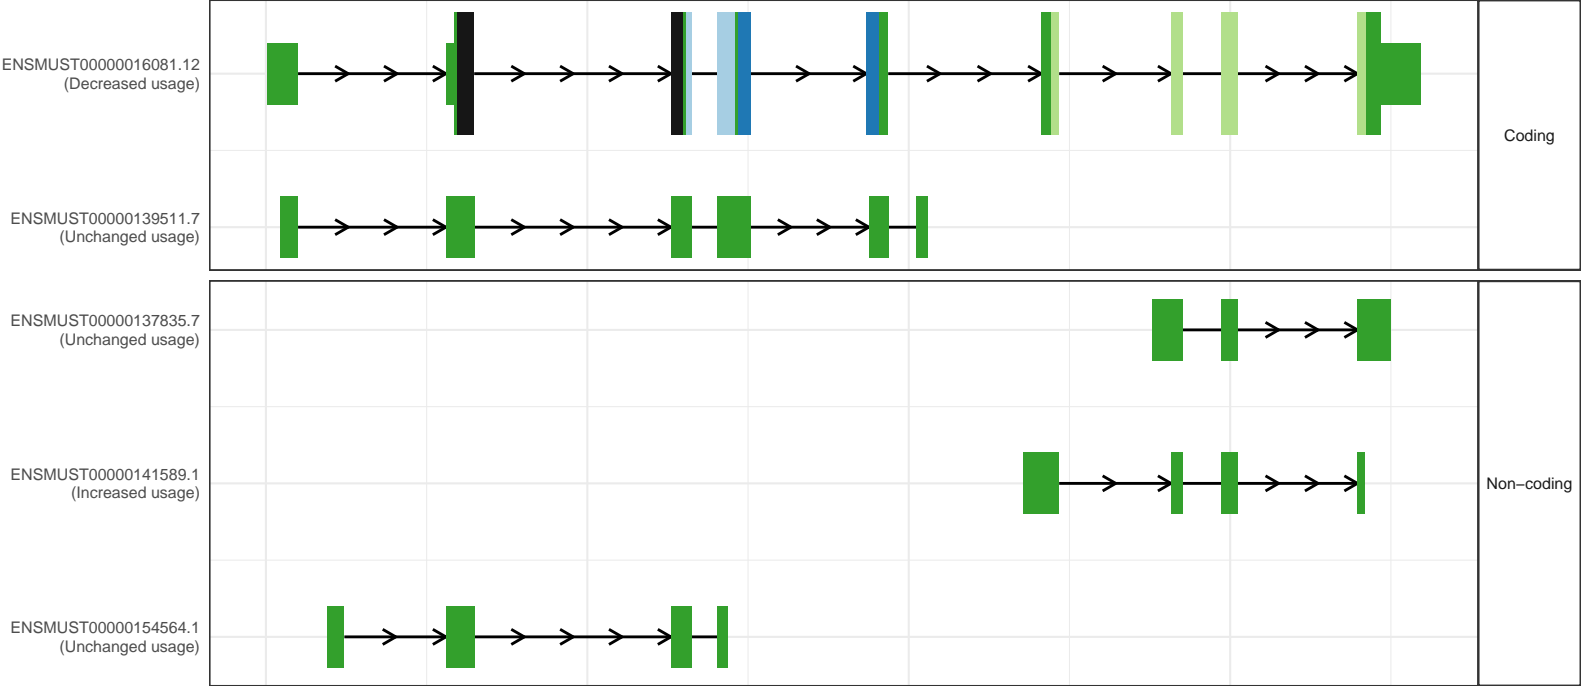 ENSMUST00000016081.12
(Decreased usage)
Coding
ENSMUST00000139511.7
(Unchanged usage)
ENSMUST00000137835.7
(Unchanged usage)
ENSMUST00000141589.1
(Increased usage)
Non−coding
ENSMUST00000154564.1
(Unchanged usage)